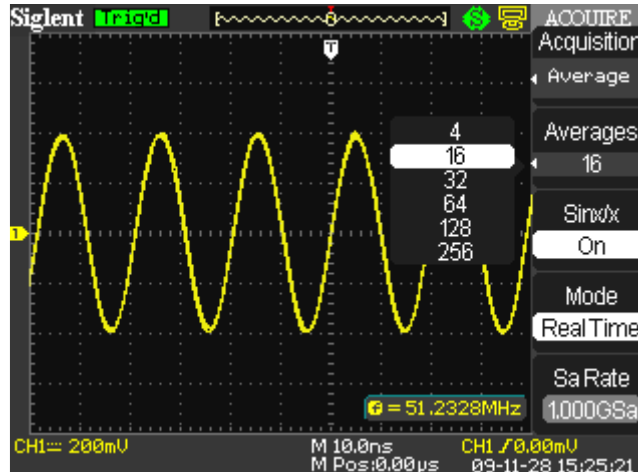 Siglent Trig'd ACQUIRE
T
Acquisition
Average
Averages
16
4
16
32
64
128
256
Sinx/x
On
1
Mode
Real Time
Sa Rate
1.000GSa
f = 51.2328MHz
CH1 200mV M 10.0ns CH1 0.00mV
M Pos:0.00µs 09-11-28 15:25:21